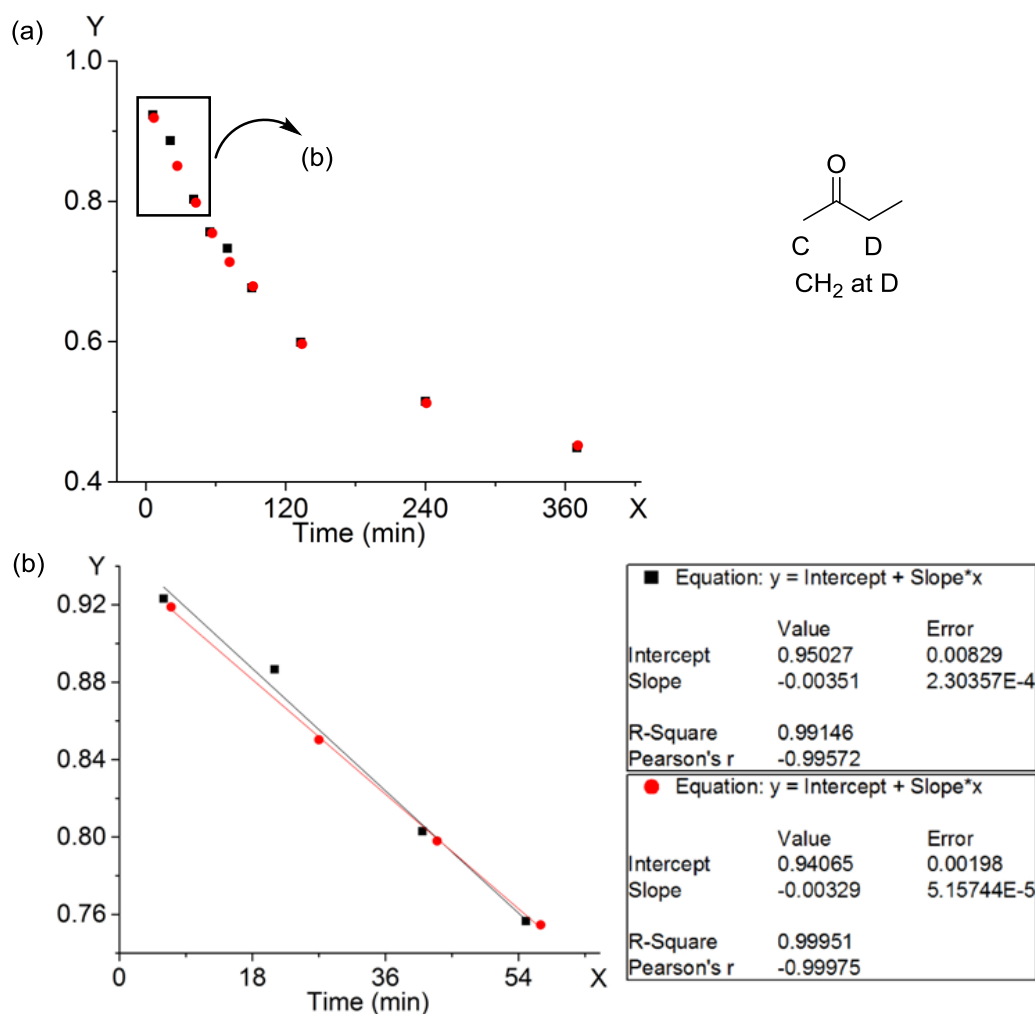 (a)
Y
1.0
0.8
0.6
0.4
0 120 240 360 X
Time (min)
(b)
O
C D
CH₂ at D
(b)
Y
0.92
0.88
0.84
0.80
0.76
0 18 36 54 X
Time (min)
Equation: y = Intercept + Slope*x
Value Error
Intercept 0.95027 0.00829
Slope -0.00351 2.30357E-4
R-Square 0.99146
Pearson's r -0.99572
Equation: y = Intercept + Slope*x
Value Error
Intercept 0.94065 0.00198
Slope -0.00329 5.15744E-5
R-Square 0.99951
Pearson's r -0.99975